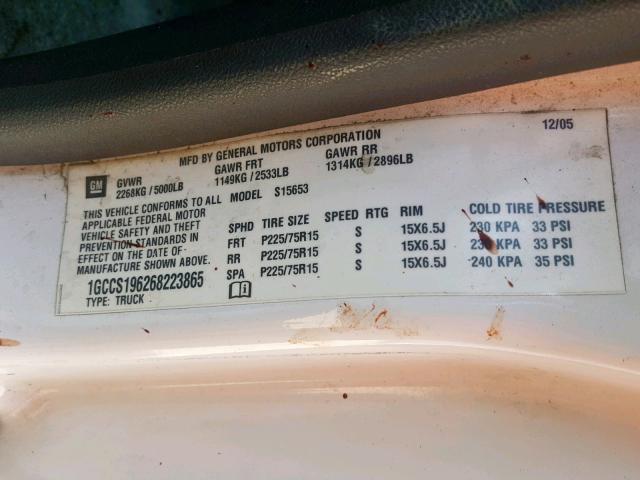 12/05
MFD BY GENERAL MOTORS CORPORATION
GM
GVWR GAWR FRT GAWR RR
2268KG / 5000LB 1149KG / 2533LB 1314KG / 2896LB
THIS VEHICLE CONFORMS TO ALL MODEL S15653
APPLICABLE FEDERAL MOTOR
VEHICLE SAFETY AND THEFT
PREVENTION STANDARDS IN
EFFECT ON THE DATE OF
MANUFACTURE SHOWN ABOVE.
1GCCS196268223865
TYPE: TRUCK
SPHD TIRE SIZE SPEED RTG RIM COLD TIRE PRESSURE
FRT P225/75R15 S 15X6.5J 230 KPA 33 PSI
RR P225/75R15 S 15X6.5J 230 KPA 33 PSI
SPA P225/75R15 S 15X6.5J 240 KPA 35 PSI